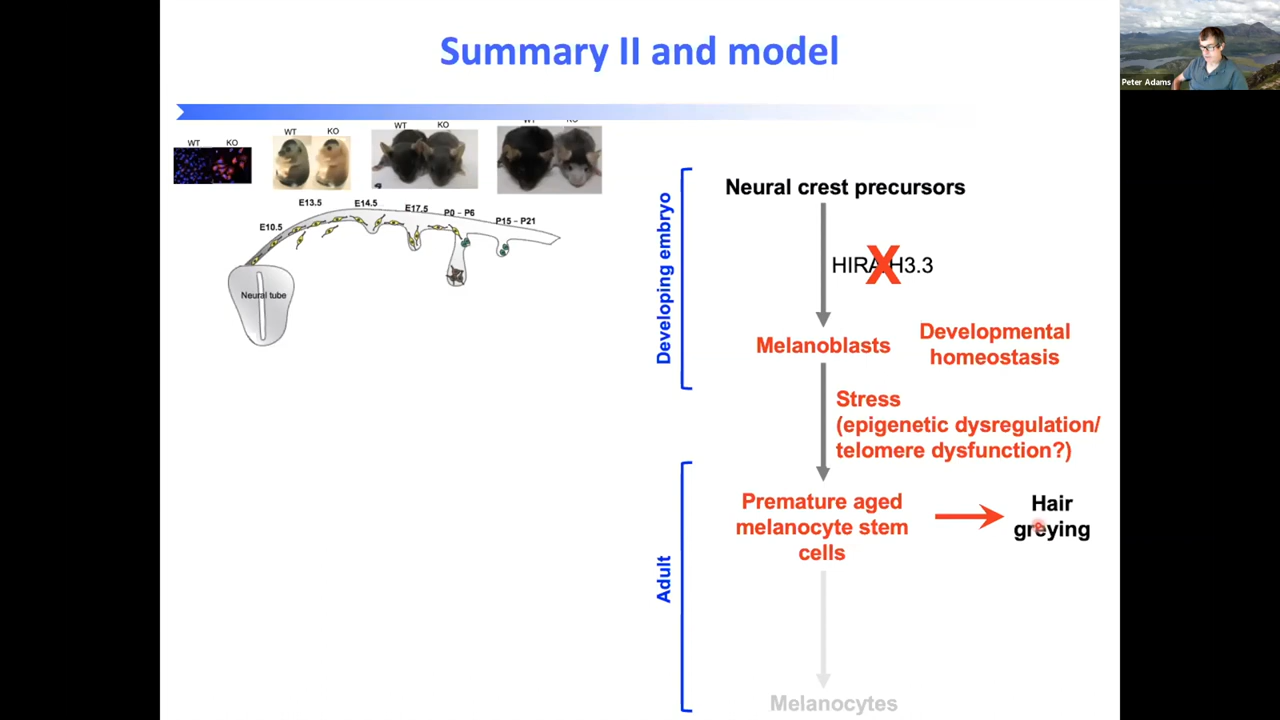 Summary II and model
Peter Adams
WT KO
WT KO
WT KO
WT KO
E10.5
E13.5
E14.5
E17.5
P0 – P6
P15 – P21
Neural tube
Developing embryo
Neural crest precursors
HIRA/H3.3
X
Melanoblasts
Developmental
homeostasis
Stress
(epigenetic dysregulation/
telomere dysfunction?)
Adult
Premature aged
melanocyte stem
cells
Hair
greying
Melanocytes